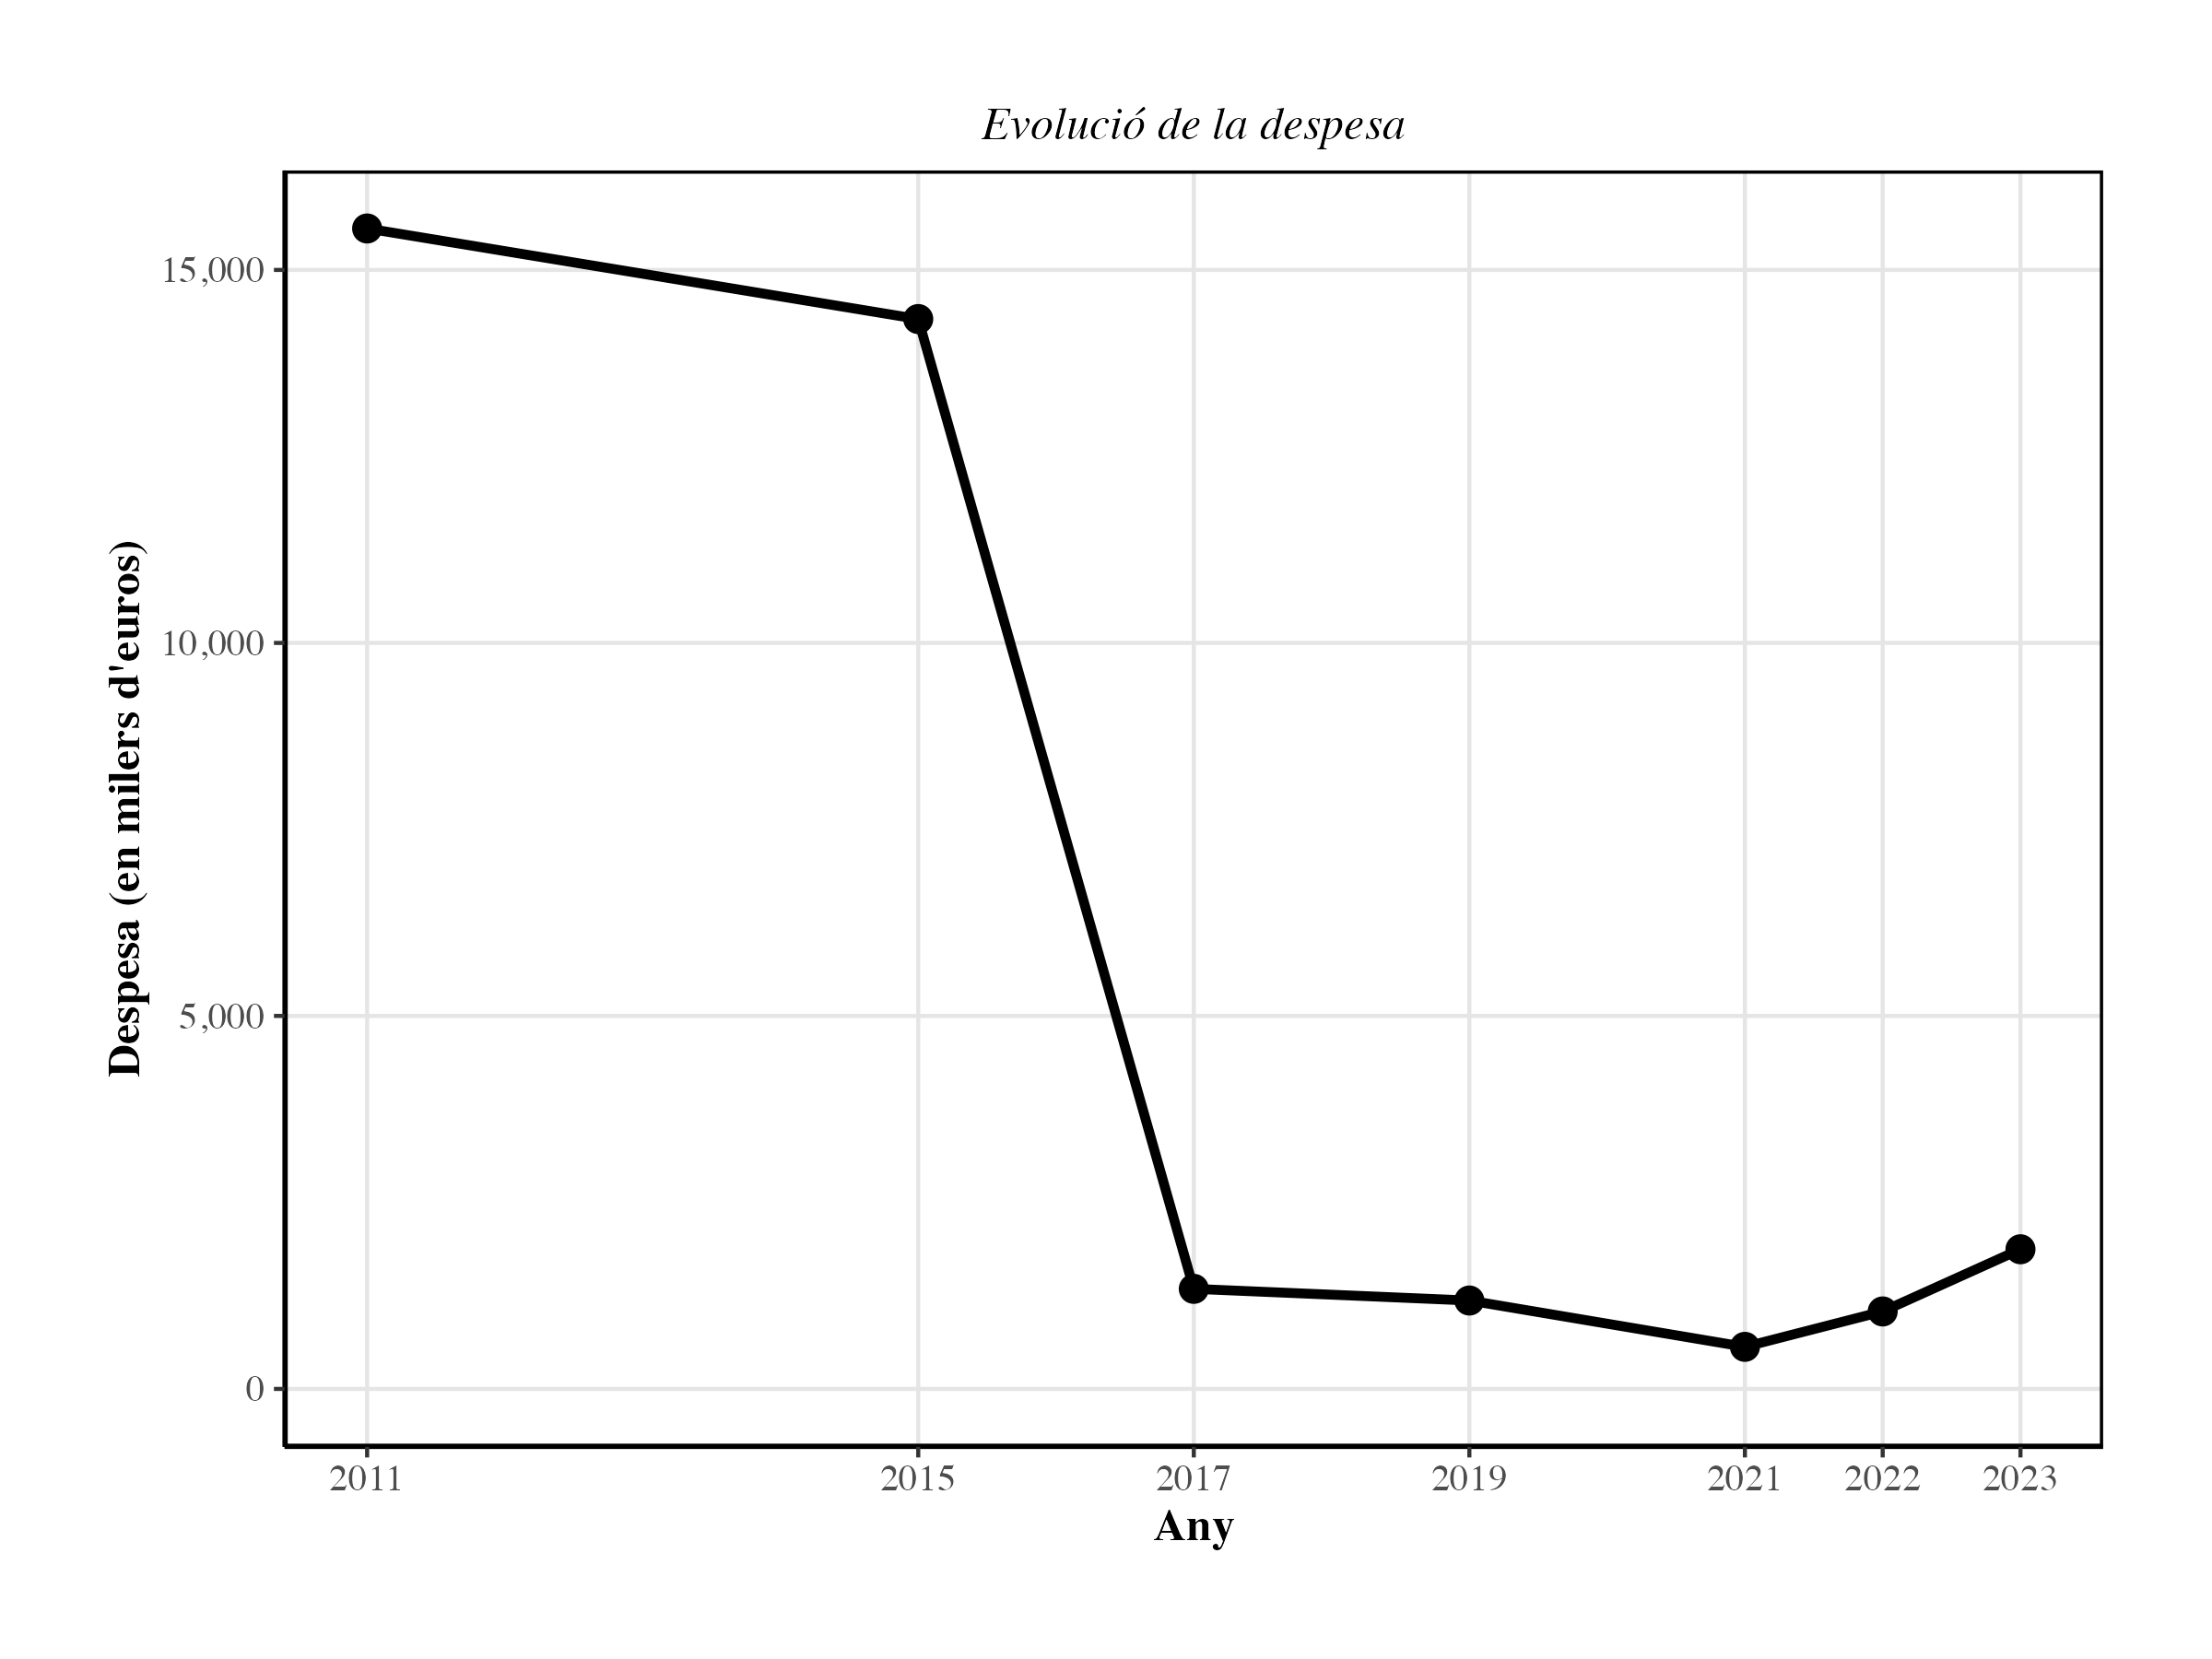 Evolució de la despesa
Despesa (en milers d'euros)
15,000
10,000
5,000
0
2011 2015 2017 2019 2021 2022 2023
Any